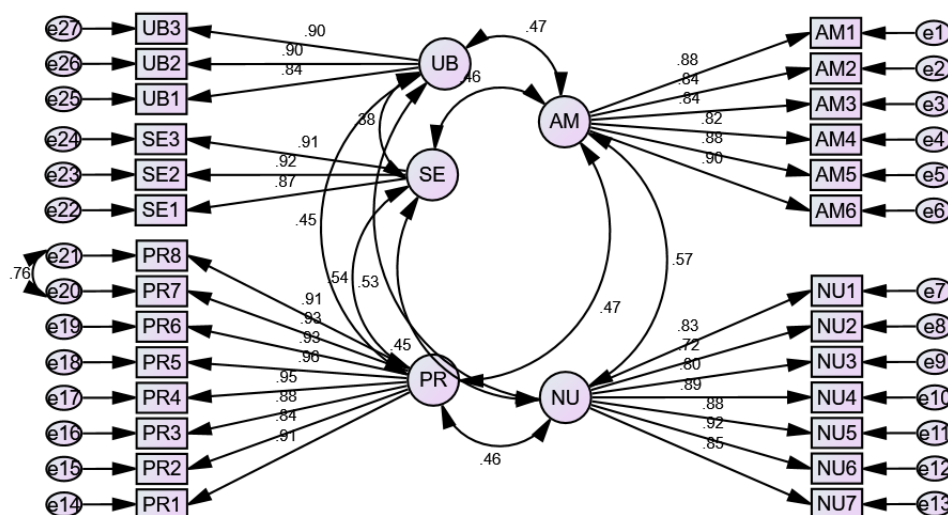 e27 UB3 .90
e26 UB2 .90
e25 UB1 .84
e24 SE3 .91
e23 SE2 .92
e22 SE1 .87
e21 PR8 .91
e20 PR7 .93
.76
e19 PR6 .93
e18 PR5 .96
e17 PR4 .95
e16 PR3 .88
e15 PR2 .84
e14 PR1 .91
UB
SE
PR
AM
NU
.47
.46
.38
.45
.54
.53
.45
.47
.57
.46
.88 AM1 e1
.84 AM2 e2
.84 AM3 e3
.82 AM4 e4
.88 AM5 e5
.90 AM6 e6
.83 NU1 e7
.72 NU2 e8
.80 NU3 e9
.89 NU4 e10
.88 NU5 e11
.92 NU6 e12
.85 NU7 e13